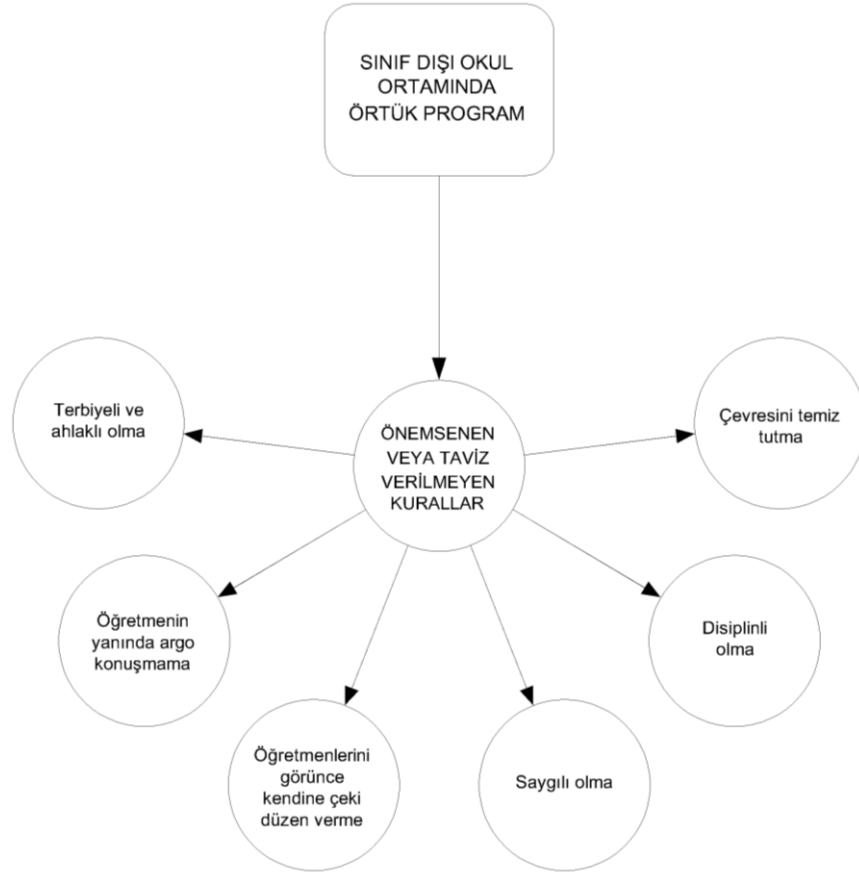 SINIF DIŞI OKUL
ORTAMINDA
ÖRTÜK PROGRAM
Terbiyeli ve
ahlaklı olma
ÖNEMSENEN
VEYA TAVİZ
VERİLMEYEN
KURALLAR
Çevresini temiz
tutma
Öğretmenin
yanında argo
konuşmama
Disiplinli
olma
Öğretmenlerini
görünce
kendine çeki
düzen verme
Saygılı olma